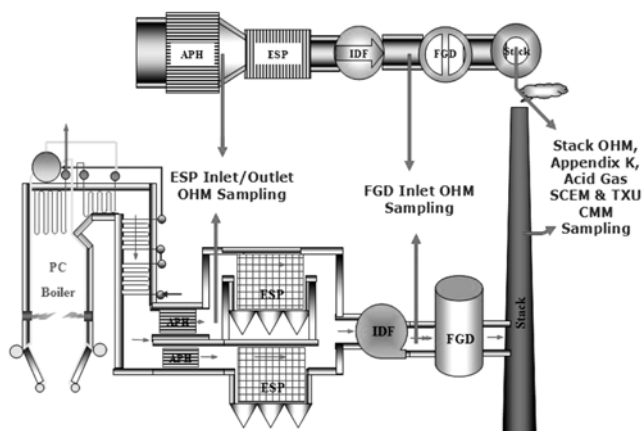 APH
ESP
IDF
FGD
Stack
ESP Inlet/Outlet
OHM Sampling
FGD Inlet OHM
Sampling
Stack OHM,
Appendix K,
Acid Gas
SCEM & TXU
CMM
Sampling
PC
Boiler
ESP
APH
IDF
FGD
Stack
APH
ESP